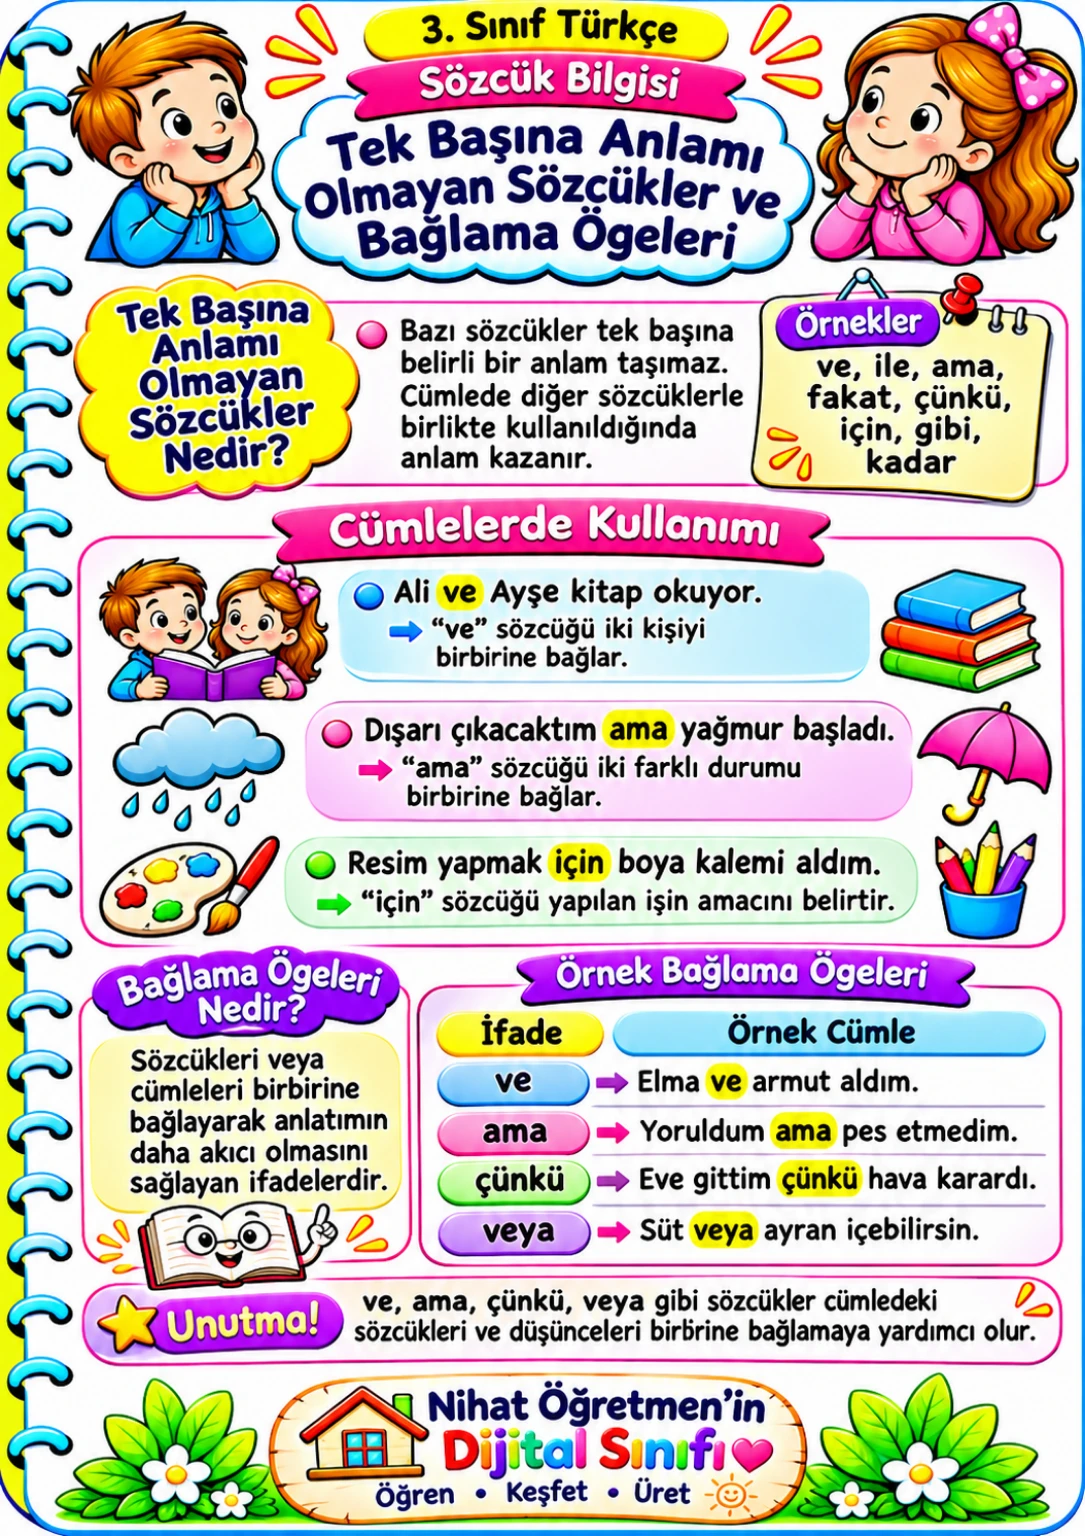 3. Sınıf Türkçe
Sözcük Bilgisi
Tek Başına Anlamı
Olmayan Sözcükler ve
Bağlama Ögeleri
Tek Başına
Anlamı
Olmayan
Sözcükler
Nedir?
Bazı sözcükler tek başına
belirli bir anlam taşımaz.
Cümlede diğer sözcüklerle
birlikte kullanıldığında
anlam kazanır.
Örnekler
ve, ile, ama,
fakat, çünkü,
için, gibi,
kadar
Cümlelerde Kullanımı
Ali ve Ayşe kitap okuyor.
"ve" sözcüğü iki kişiyi
birbirine bağlar.
Dışarı çıkacaktım ama yağmur başladı.
"ama" sözcüğü iki farklı durumu
birbirine bağlar.
Resim yapmak için boya kalemi aldım.
"için" sözcüğü yapılan işin amacını belirtir.
Bağlama Ögeleri
Nedir?
Sözcükleri veya
cümleleri birbirine
bağlayarak anlatımın
daha akıcı olmasını
sağlayan ifadelerdir.
Örnek Bağlama Ögeleri
İfade Örnek Cümle
ve Elma ve armut aldım.
ama Yoruldum ama pes etmedim.
çünkü Eve gittim çünkü hava karardı.
veya Süt veya ayran içebilirsin.
Unutma!
ve, ama, çünkü, veya gibi sözcükler cümledeki
sözcükleri ve düşünceleri birbirine bağlamaya yardımcı olur.
Nihat Öğretmen'in
Dijital Sınıfı
Öğren • Keşfet • Üret